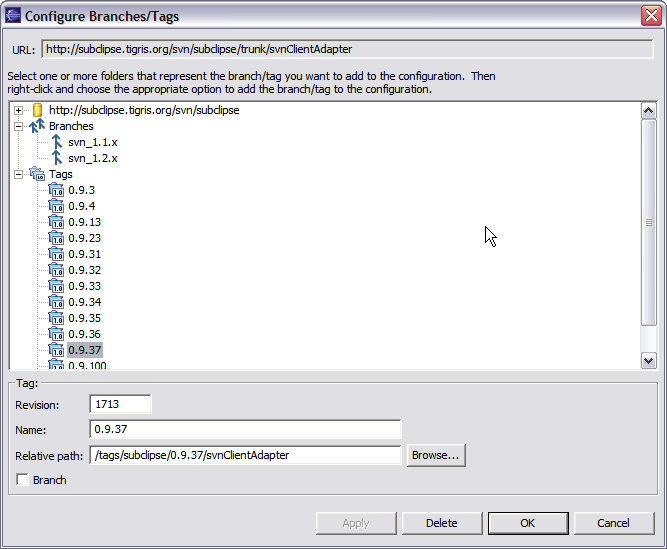 Configure Branches/Tags
URL: http://subclipse.tigris.org/svn/subclipse/trunk/svnClientAdapter
Select one or more folders that represent the branch/tag you want to add to the configuration. Then
right-click and choose the appropriate option to add the branch/tag to the configuration.
http://subclipse.tigris.org/svn/subclipse
Branches
svn_1.1.x
svn_1.2.x
Tags
0.9.3
0.9.4
0.9.13
0.9.23
0.9.31
0.9.32
0.9.33
0.9.34
0.9.35
0.9.36
0.9.37
0.9.100
Tag:
Revision: 1713
Name: 0.9.37
Relative path: /tags/subclipse/0.9.37/svnClientAdapter Browse...
Branch
Apply Delete OK Cancel